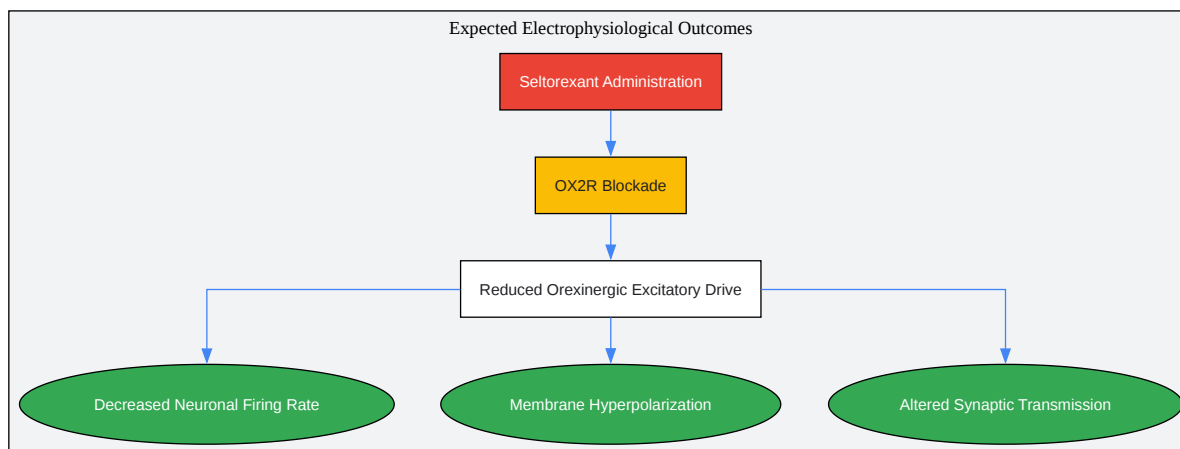 Expected Electrophysiological Outcomes
Seltorexant Administration
OX2R Blockade
Reduced Orexinergic Excitatory Drive
Decreased Neuronal Firing Rate
Membrane Hyperpolarization
Altered Synaptic Transmission